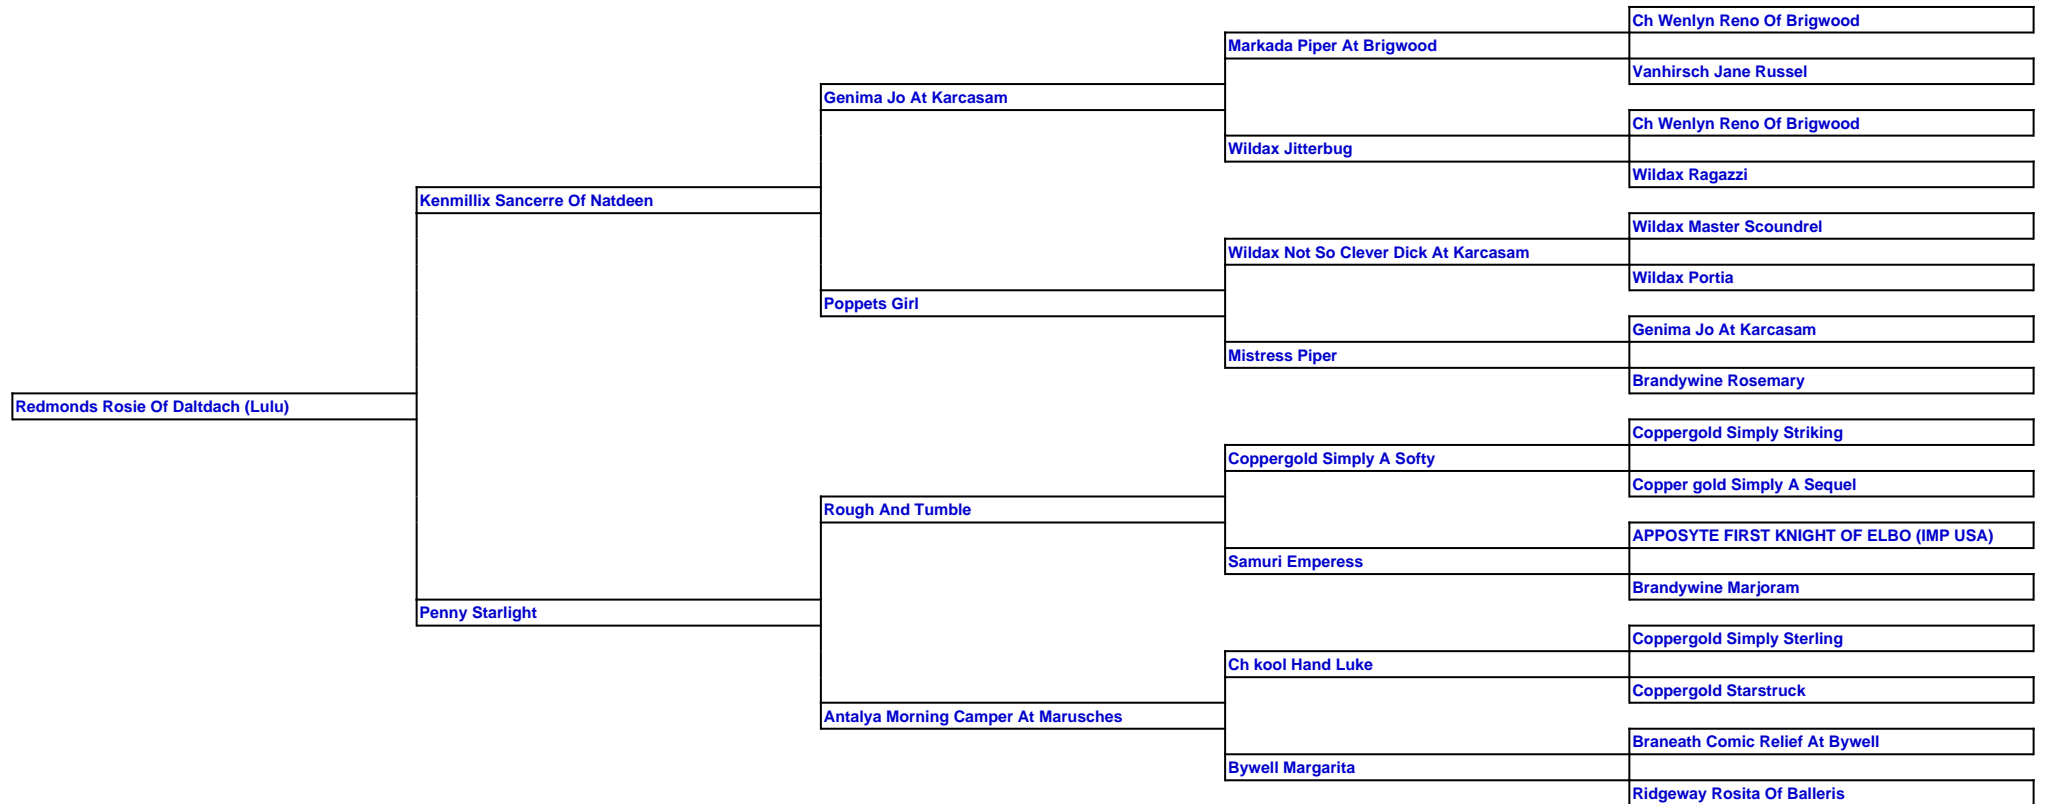 Ch Wenlyn Reno Of Brigwood
Markada Piper At Brigwood
Vanhirsch Jane Russel
Genima Jo At Karcasam
Ch Wenlyn Reno Of Brigwood
Wildax Jitterbug
Wildax Ragazzi
Kenmillix Sancerre Of Natdeen
Wildax Master Scoundrel
Wildax Not So Clever Dick At Karcasam
Wildax Portia
Poppets Girl
Genima Jo At Karcasam
Mistress Piper
Brandywine Rosemary
Redmonds Rosie Of Daltdach (Lulu)
Coppergold Simply Striking
Coppergold Simply A Softy
Copper gold Simply A Sequel
Rough And Tumble
APPOSYTE FIRST KNIGHT OF ELBO (IMP USA)
Samuri Emperess
Brandywine Marjoram
Penny Starlight
Coppergold Simply Sterling
Ch kool Hand Luke
Coppergold Starstruck
Antalya Morning Camper At Marusches
Braneath Comic Relief At Bywell
Bywell Margarita
Ridgeway Rosita Of Balleris